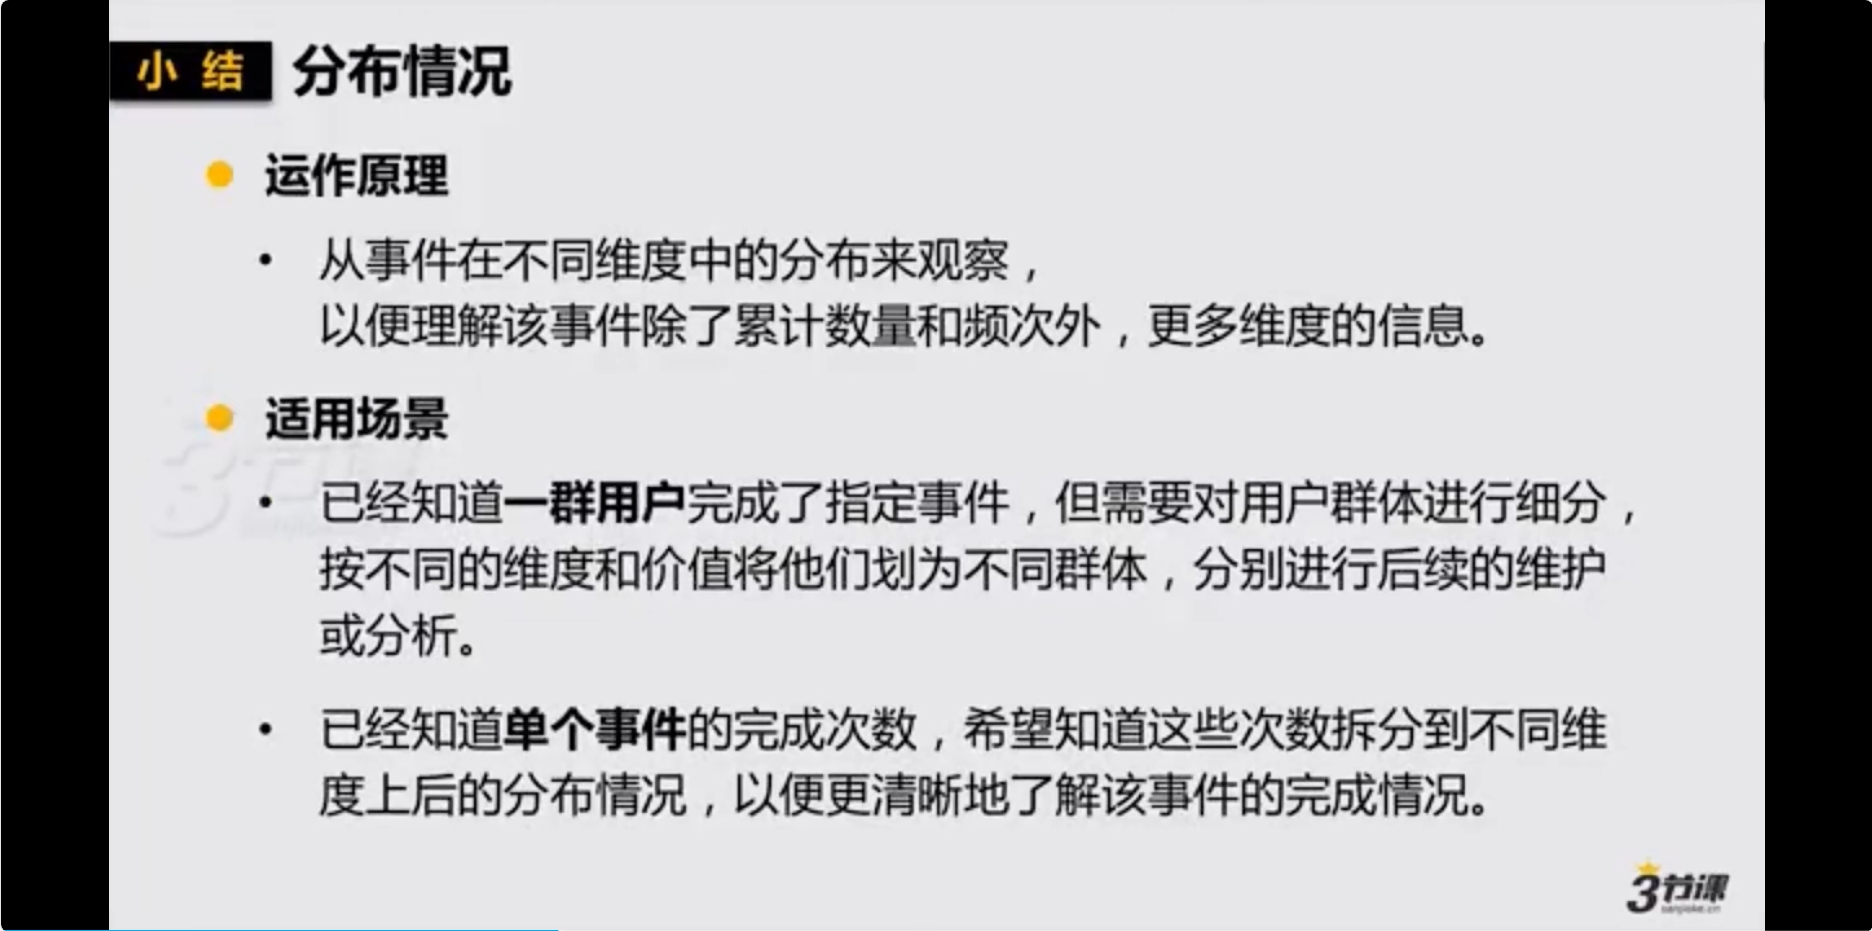 小结 分布情况
运作原理
• 从事件在不同维度中的分布来观察，
以便理解该事件除了累计数量和频次外，更多维度的信息。
适用场景
• 已经知道一群用户完成了指定事件，但需要对用户群体进行细分，
按不同的维度和价值将他们划为不同群体，分别进行后续的维护
或分析。
• 已经知道单个事件的完成次数，希望知道这些次数拆分到不同维
度上后的分布情况，以便更清晰地了解该事件的完成情况。
3节课
sanjieke.cn